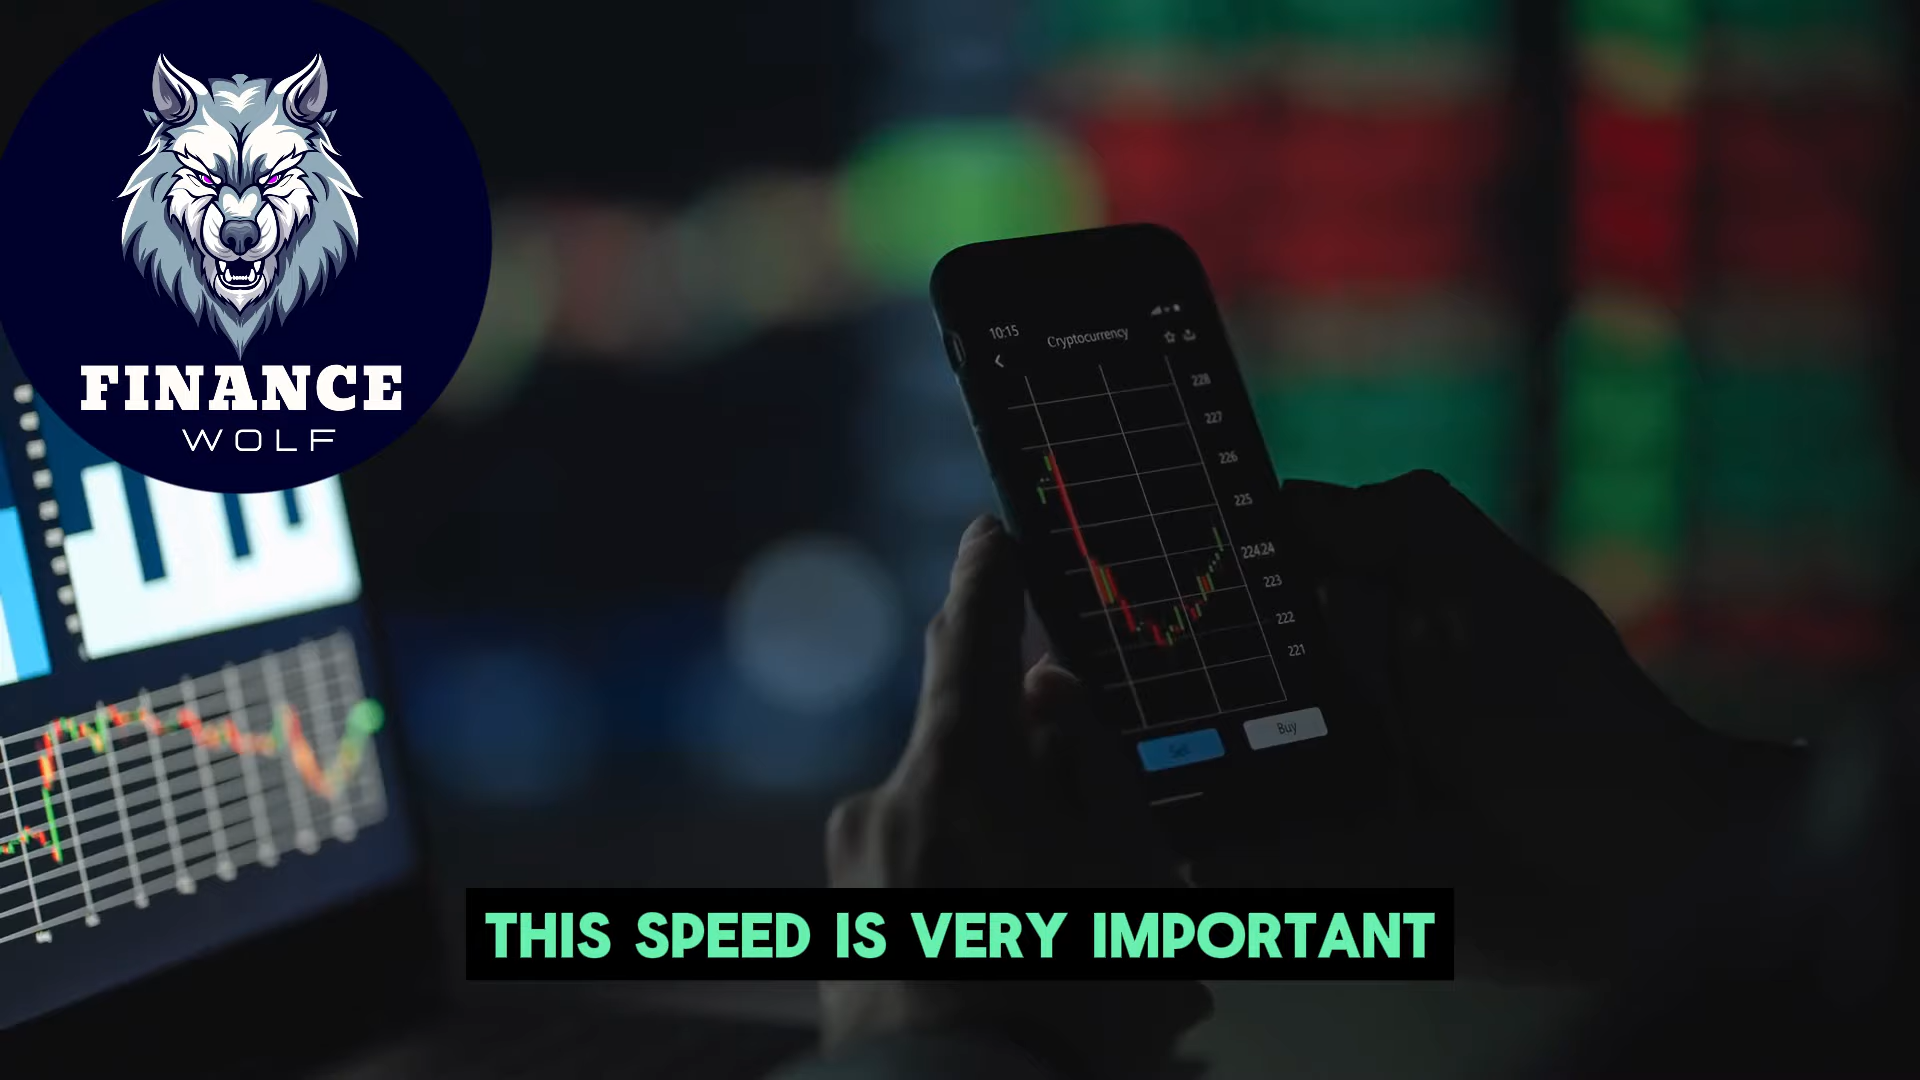 FINANCE
WOLF
10:15
Cryptocurrency
228
227
226
225
224.24
223
222
221
Sell
Buy
THIS SPEED IS VERY IMPORTANT